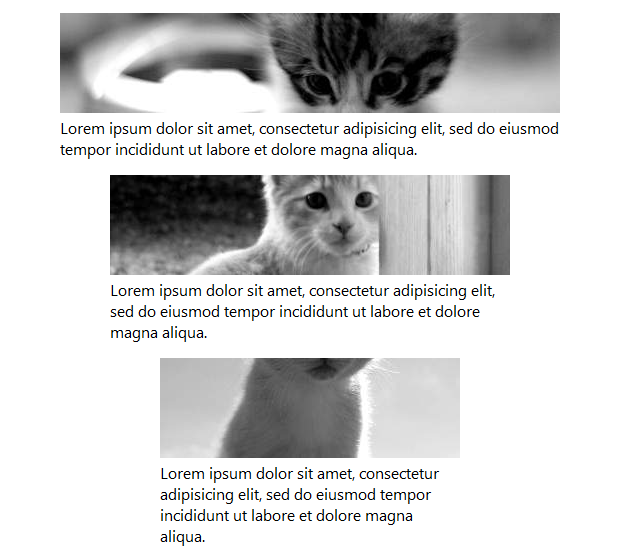 Lorem ipsum dolor sit amet, consectetur adipisicing elit, sed do eiusmod
tempor incididunt ut labore et dolore magna aliqua.
Lorem ipsum dolor sit amet, consectetur adipisicing elit,
sed do eiusmod tempor incididunt ut labore et dolore
magna aliqua.
Lorem ipsum dolor sit amet, consectetur
adipisicing elit, sed do eiusmod tempor
incididunt ut labore et dolore magna
aliqua.